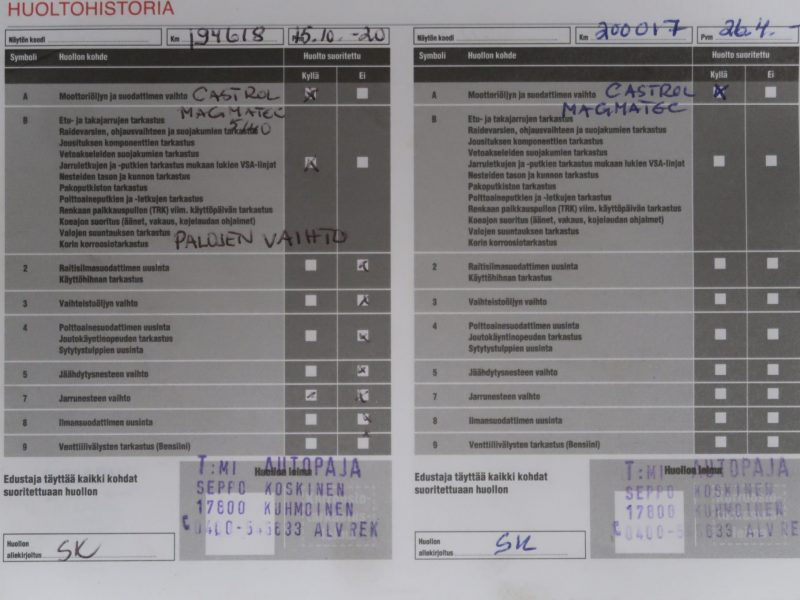 HUOLTOHISTORIA
Näytön koodi Km 194618 15.10.-20
Symboli Huollon kohde Huolto suoritettu
Kyllä Ei
A Moottoriöljyn ja suodattimen vaihto CASTROL
MAGMATEC
B Etu- ja takajarrujen tarkastus
Raidevarsien, ohjausvaihteen ja suojakumien tarkastus
Jousituksen komponenttien tarkastus
Vetoakseleiden suojakumien tarkastus
Jarruletkujen ja -putkien tarkastus mukaan lukien VSA-linjat
Nesteiden tason ja kunnon tarkastus
Pakoputkiston tarkastus
Polttoaineputkien ja -letkujen tarkastus
Renkaan paikkauspullon (TRK) viim. käyttöpäivän tarkastus
Koeajon suoritus (äänet, vakaus, kojelaudan ohjaimet)
Valojen suuntauksen tarkastus
Korin korroosiotarkastus PALOJEN VAIHTO
2 Raitisilmasuodattimen uusinta
Käyttöhihnan tarkastus
3 Vaihteistoöljyn vaihto
4 Polttoainesuodattimen uusinta
Joutokäyntinopeuden tarkastus
Sytytystulppien uusinta
5 Jäähdytysnesteen vaihto
7 Jarrunesteen vaihto
8 Ilmansuodattimen uusinta
9 Venttiilivälysten tarkastus (Bensiini)
Edustaja täyttää kaikki kohdat
suoritettuaan huollon
Huollon leima
T:MI AUTOPAJA
SEPPO KOSKINEN
17800 KUHMOINEN
ALV REK
Huollon
allekirjoitus SK
Näytön koodi Km 200017 Pvm 26.4.-
Symboli Huollon kohde Huolto suoritettu
Kyllä Ei
A Moottoriöljyn ja suodattimen vaihto CASTROL
MAGMATEC
B Etu- ja takajarrujen tarkastus
Raidevarsien, ohjausvaihteen ja suojakumien tarkastus
Jousituksen komponenttien tarkastus
Vetoakseleiden suojakumien tarkastus
Jarruletkujen ja -putkien tarkastus mukaan lukien VSA-linjat
Nesteiden tason ja kunnon tarkastus
Pakoputkiston tarkastus
Polttoaineputkien ja -letkujen tarkastus
Renkaan paikkauspullon (TRK) viim. käyttöpäivän tarkastus
Koeajon suoritus (äänet, vakaus, kojelaudan ohjaimet)
Valojen suuntauksen tarkastus
Korin korroosiotarkastus
2 Raitisilmasuodattimen uusinta
Käyttöhihnan tarkastus
3 Vaihteistoöljyn vaihto
4 Polttoainesuodattimen uusinta
Joutokäyntinopeuden tarkastus
Sytytystulppien uusinta
5 Jäähdytysnesteen vaihto
7 Jarrunesteen vaihto
8 Ilmansuodattimen uusinta
9 Venttiilivälysten tarkastus (Bensiini)
Edustaja täyttää kaikki kohdat
suoritettuaan huollon
Huollon leima
T:MI AUTOPAJA
SEPPO KOSKINEN
17800 KUHMOINEN
ALV RE
Huollon
allekirjoitus SK